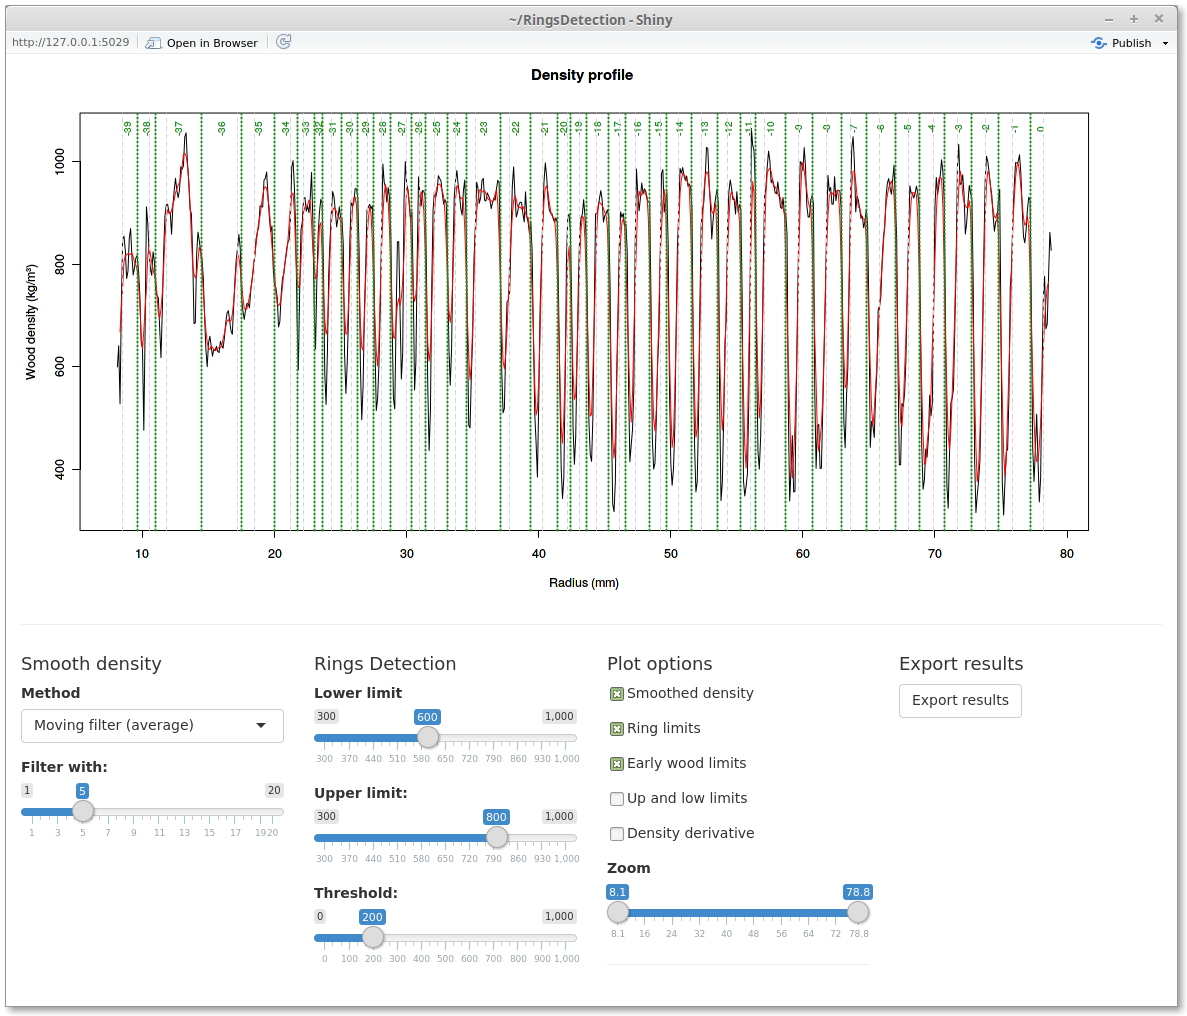 ~/RingsDetection - Shiny
http://127.0.0.1:5029
Open in Browser
Publish
Density profile
-39 -38 -37 -36 -35 -34 -33 -32 -31 -30 -29 -28 -27 -26 -25 -24 -23 -22 -21 -20 -19 -18 -17 -16 -15 -14 -13 -12 -11 -10 -9 -8 -7 -6 -5 -4 -3 -2 -1 0
Wood density (kg/m³)
1000
800
600
400
10 20 30 40 50 60 70 80
Radius (mm)
Smooth density
Method
Moving filter (average)
Filter with:
1 5 20
1 3 5 7 9 11 13 15 17 19 20
Rings Detection
Lower limit
300 600 1,000
300 370 440 510 580 650 720 790 860 930 1,000
Upper limit:
300 800 1,000
300 370 440 510 580 650 720 790 860 930 1,000
Threshold:
0 200 1,000
0 100 200 300 400 500 600 700 800 900 1,000
Plot options
Smoothed density
Ring limits
Early wood limits
Up and low limits
Density derivative
Zoom
8.1 78.8
8.1 16 24 32 40 48 56 64 72 78.8
Export results
Export results